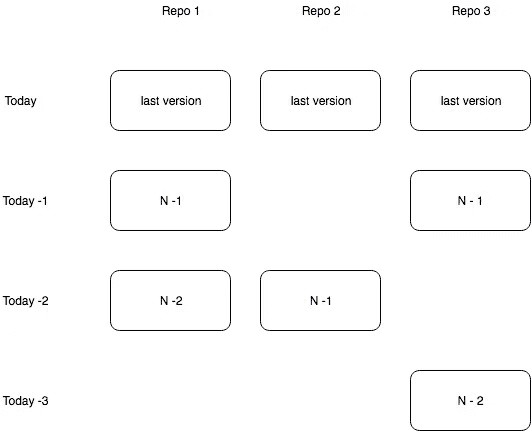 Repo 1 Repo 2 Repo 3
Today last version last version last version
Today -1 N -1 N - 1
Today -2 N -2 N -1
Today -3 N - 2